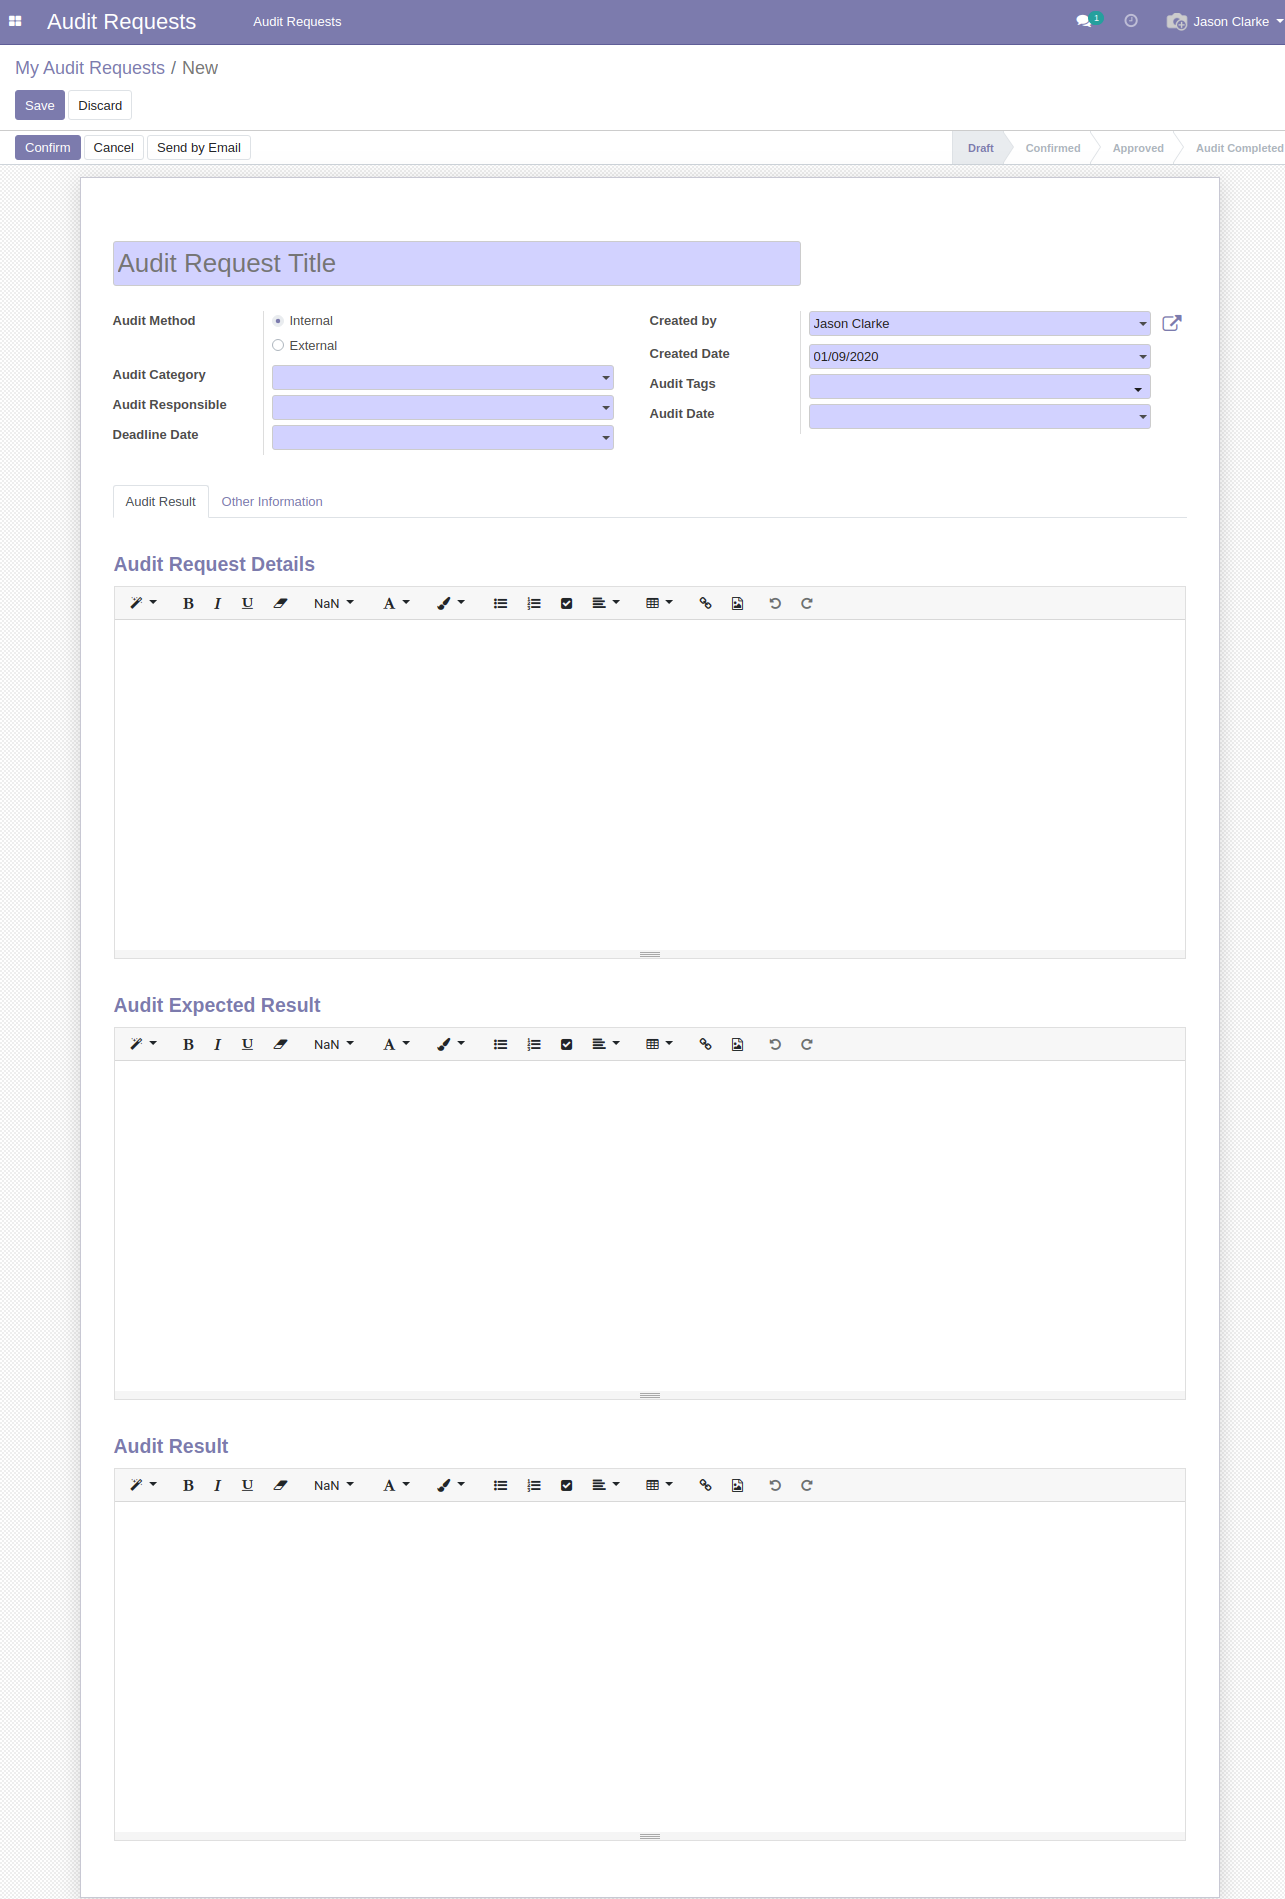 Audit Requests Audit Requests 1 Jason Clarke
My Audit Requests / New
Save Discard
Confirm Cancel Send by Email Draft Confirmed Approved Audit Completed
Audit Request Title
Audit Method Internal Created by Jason Clarke
External Created Date 01/09/2020
Audit Category Audit Tags
Audit Responsible Audit Date
Deadline Date
Audit Result Other Information
Audit Request Details
B I U NaN A
Audit Expected Result
B I U NaN A
Audit Result
B I U NaN A